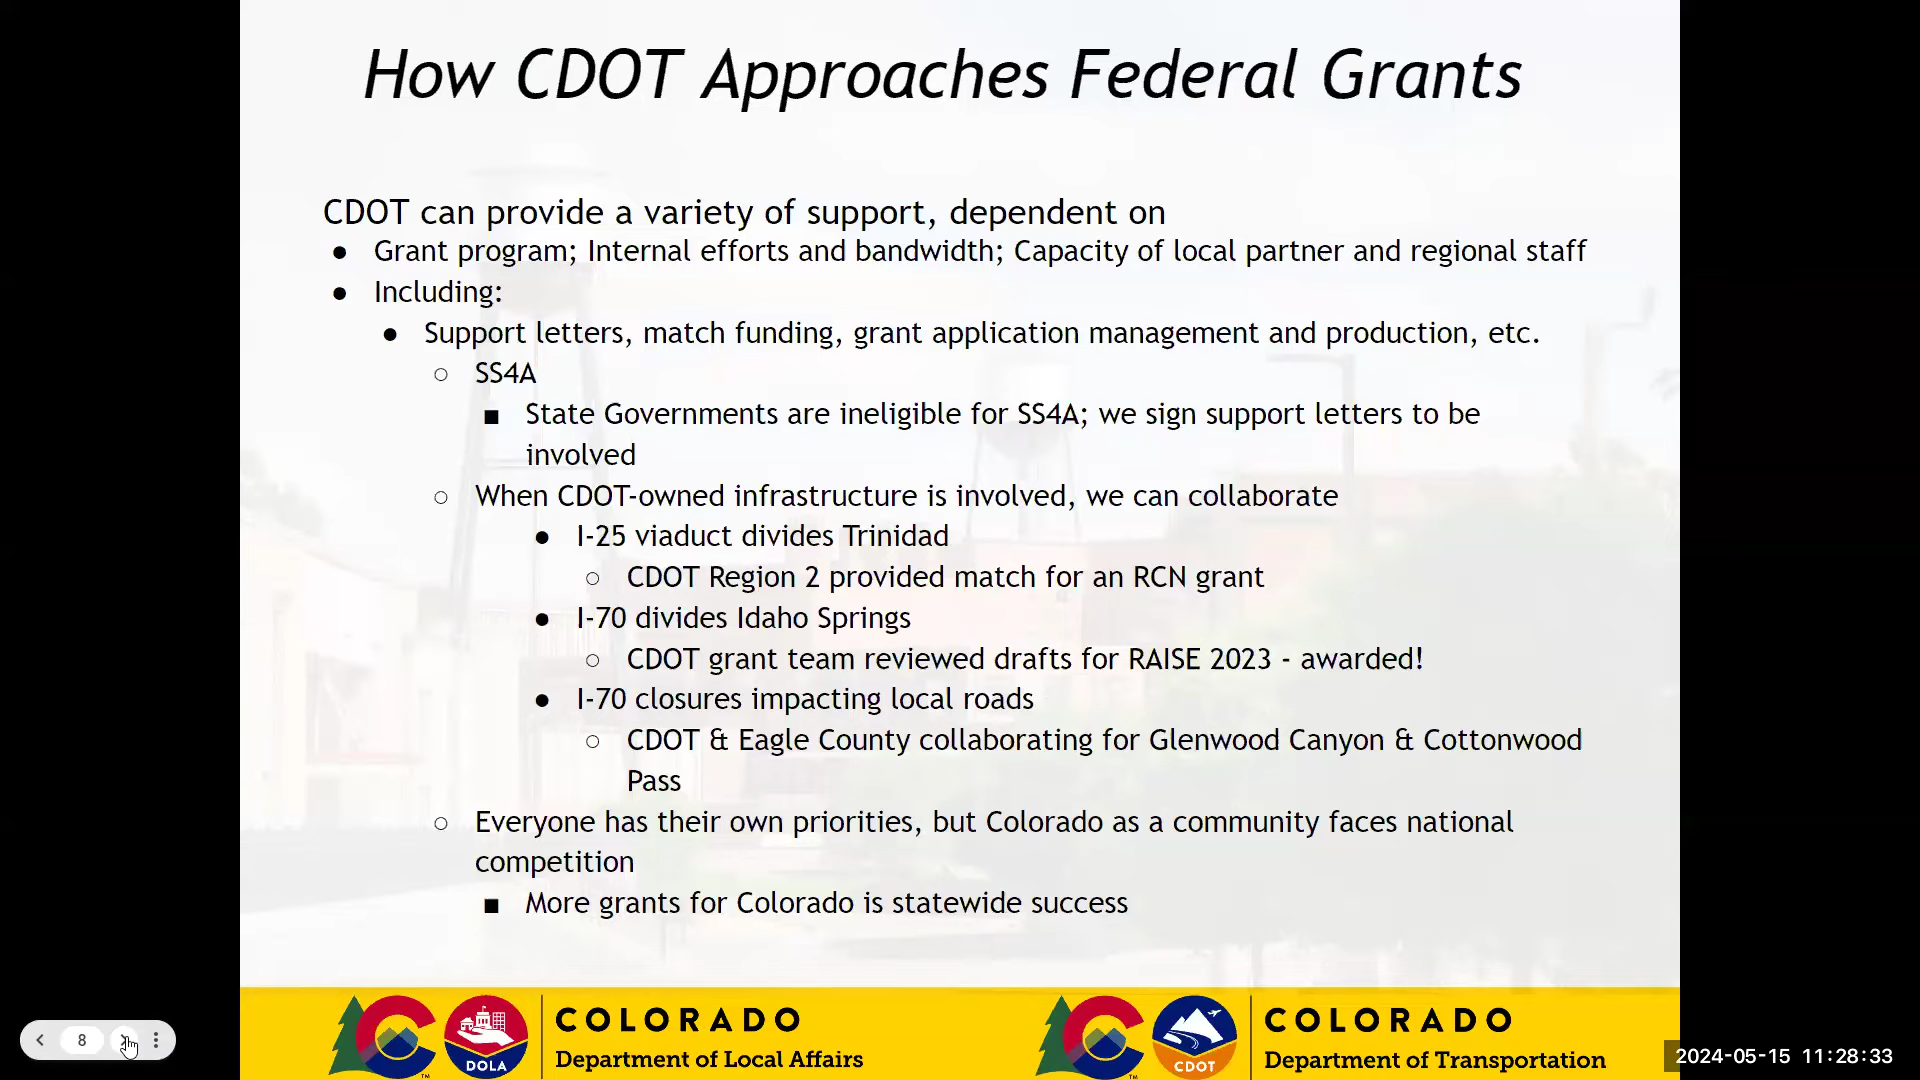 How CDOT Approaches Federal Grants
CDOT can provide a variety of support, dependent on
● Grant program; Internal efforts and bandwidth; Capacity of local partner and regional staff
● Including:
● Support letters, match funding, grant application management and production, etc.
○ SS4A
■ State Governments are ineligible for SS4A; we sign support letters to be
involved
○ When CDOT-owned infrastructure is involved, we can collaborate
● I-25 viaduct divides Trinidad
○ CDOT Region 2 provided match for an RCN grant
● I-70 divides Idaho Springs
○ CDOT grant team reviewed drafts for RAISE 2023 - awarded!
● I-70 closures impacting local roads
○ CDOT & Eagle County collaborating for Glenwood Canyon & Cottonwood
Pass
○ Everyone has their own priorities, but Colorado as a community faces national
competition
■ More grants for Colorado is statewide success
8
DOLA
TM
COLORADO
Department of Local Affairs
CDOT
TM
COLORADO
Department of Transportation
2024-05-15 11:28:33